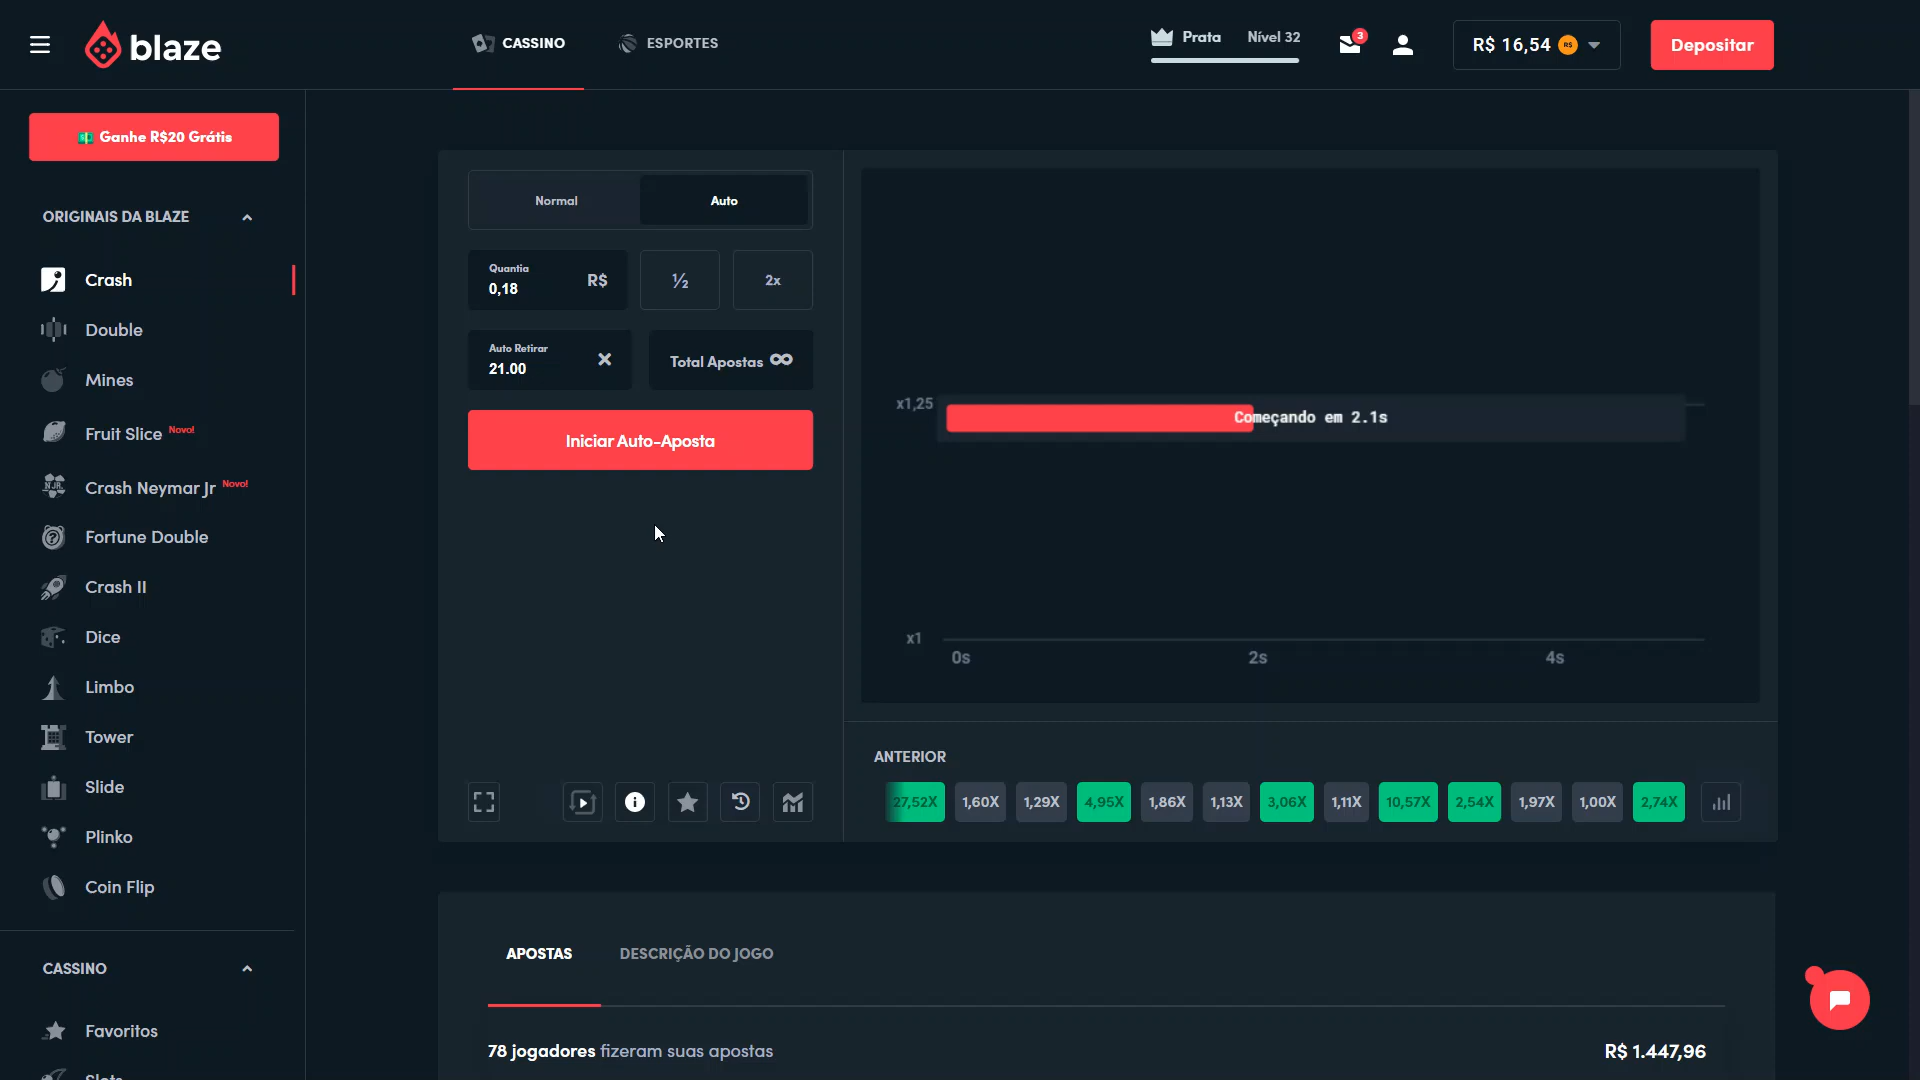 blaze
CASSINO
ESPORTES
Prata
Nível 32
3
R$ 16,54
R$
Depositar
Ganhe R$20 Grátis
ORIGINAIS DA BLAZE
Crash
Double
Mines
Fruit Slice Novo!
Crash Neymar Jr Novo!
Fortune Double
Crash II
Dice
Limbo
Tower
Slide
Plinko
Coin Flip
CASSINO
Favoritos
Slots
Normal
Auto
Quantia
0,18
R$
½
2x
Auto Retirar
21.00
Total Apostas
Iniciar Auto-Aposta
x1,25
Começando em 2.1s
x1
0s
2s
4s
ANTERIOR
27,52X
1,60X
1,29X
4,95X
1,86X
1,13X
3,06X
1,11X
10,57X
2,54X
1,97X
1,00X
2,74X
APOSTAS
DESCRIÇÃO DO JOGO
78 jogadores fizeram suas apostas
R$ 1.447,96